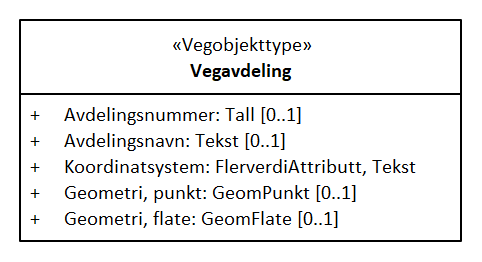 «Vegobjekttype»
Vegavdeling
+ Avdelingsnummer: Tall [0..1]
+ Avdelingsnavn: Tekst [0..1]
+ Koordinatsystem: FlerverdiAttributt, Tekst
+ Geometri, punkt: GeomPunkt [0..1]
+ Geometri, flate: GeomFlate [0..1]